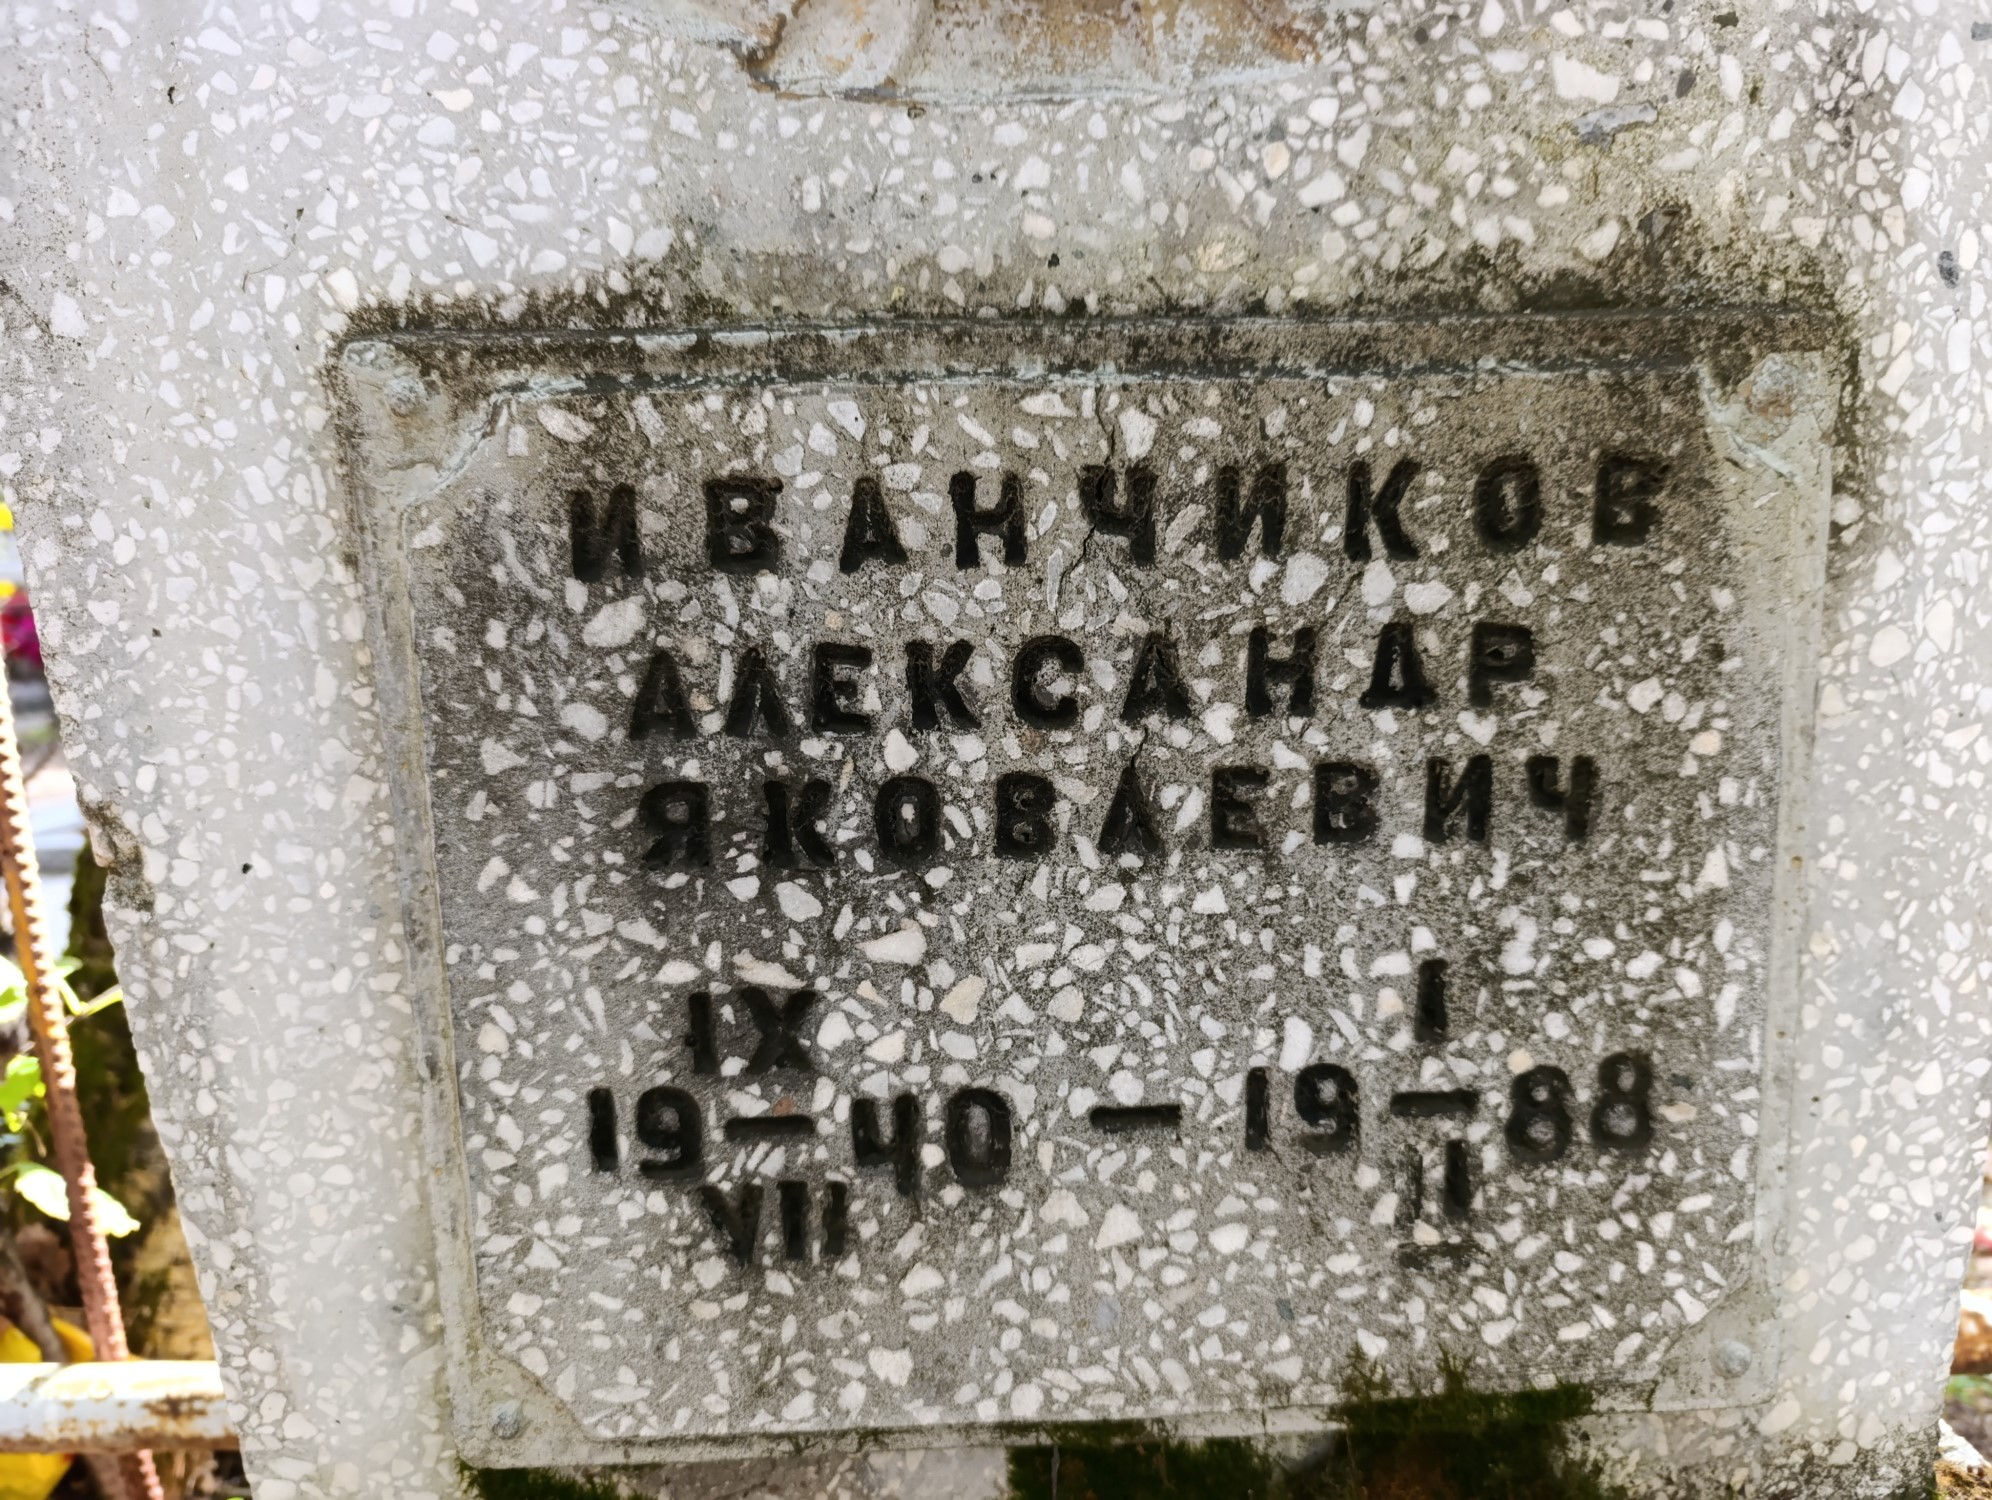 ИВАНЧИКОВ
АЛЕКСАНДР
ЯКОВЛЕВИЧ
IX I
19—40 — 19—88
VII II